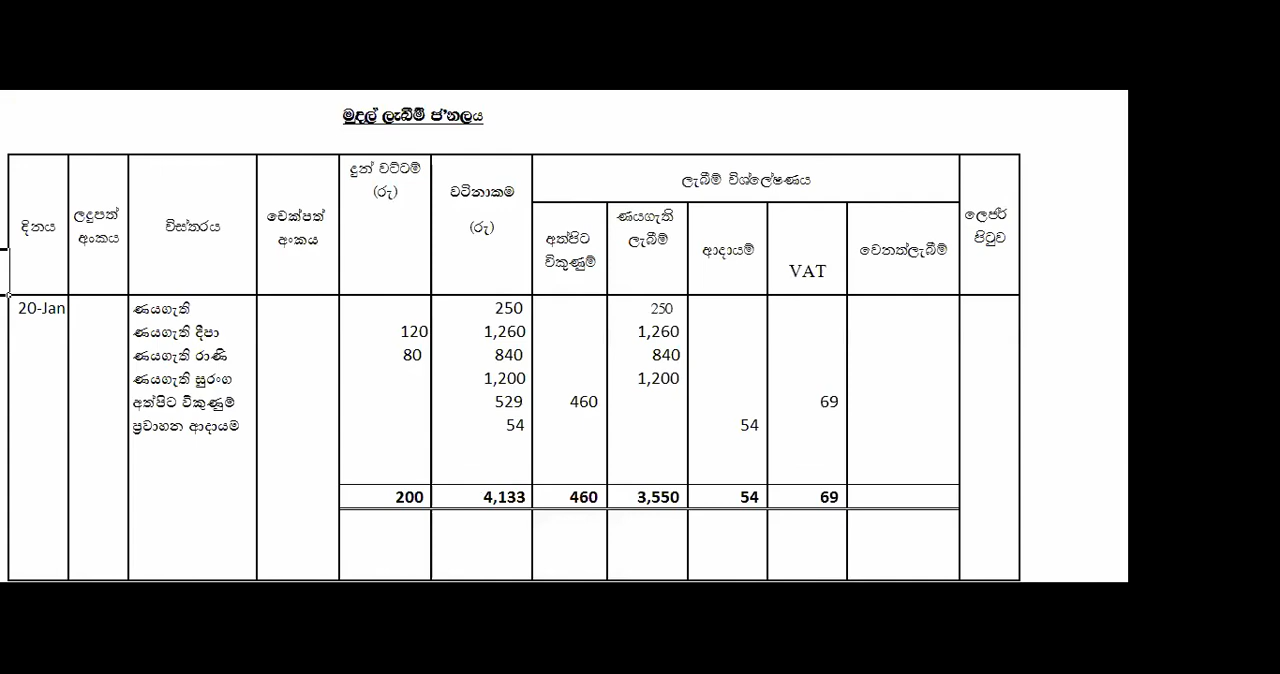 මුදල් ලැබීම් ජ'නලය
දිනය
ලදුපත් අංකය
විස්තරය
චෙක්පත් අංකය
දුන් වට්ටම් (රු)
වටිනාකම (රු)
ලැබීම් විශ්ලේෂණය
ලෙජර් පිටුව
අත්පිට විකුණුම්
ණයගැති ලැබීම්
ආදායම්
VAT
වෙනත්ලැබීම්
20-Jan ණයගැති 250 250
ණයගැති දීපා 120 1,260 1,260
ණයගැති රාණි 80 840 840
ණයගැති සුරංග 1,200 1,200
අත්පිට විකුණුම් 529 460 69
ප්‍රවාහන ආදායම 54 54
200 4,133 460 3,550 54 69